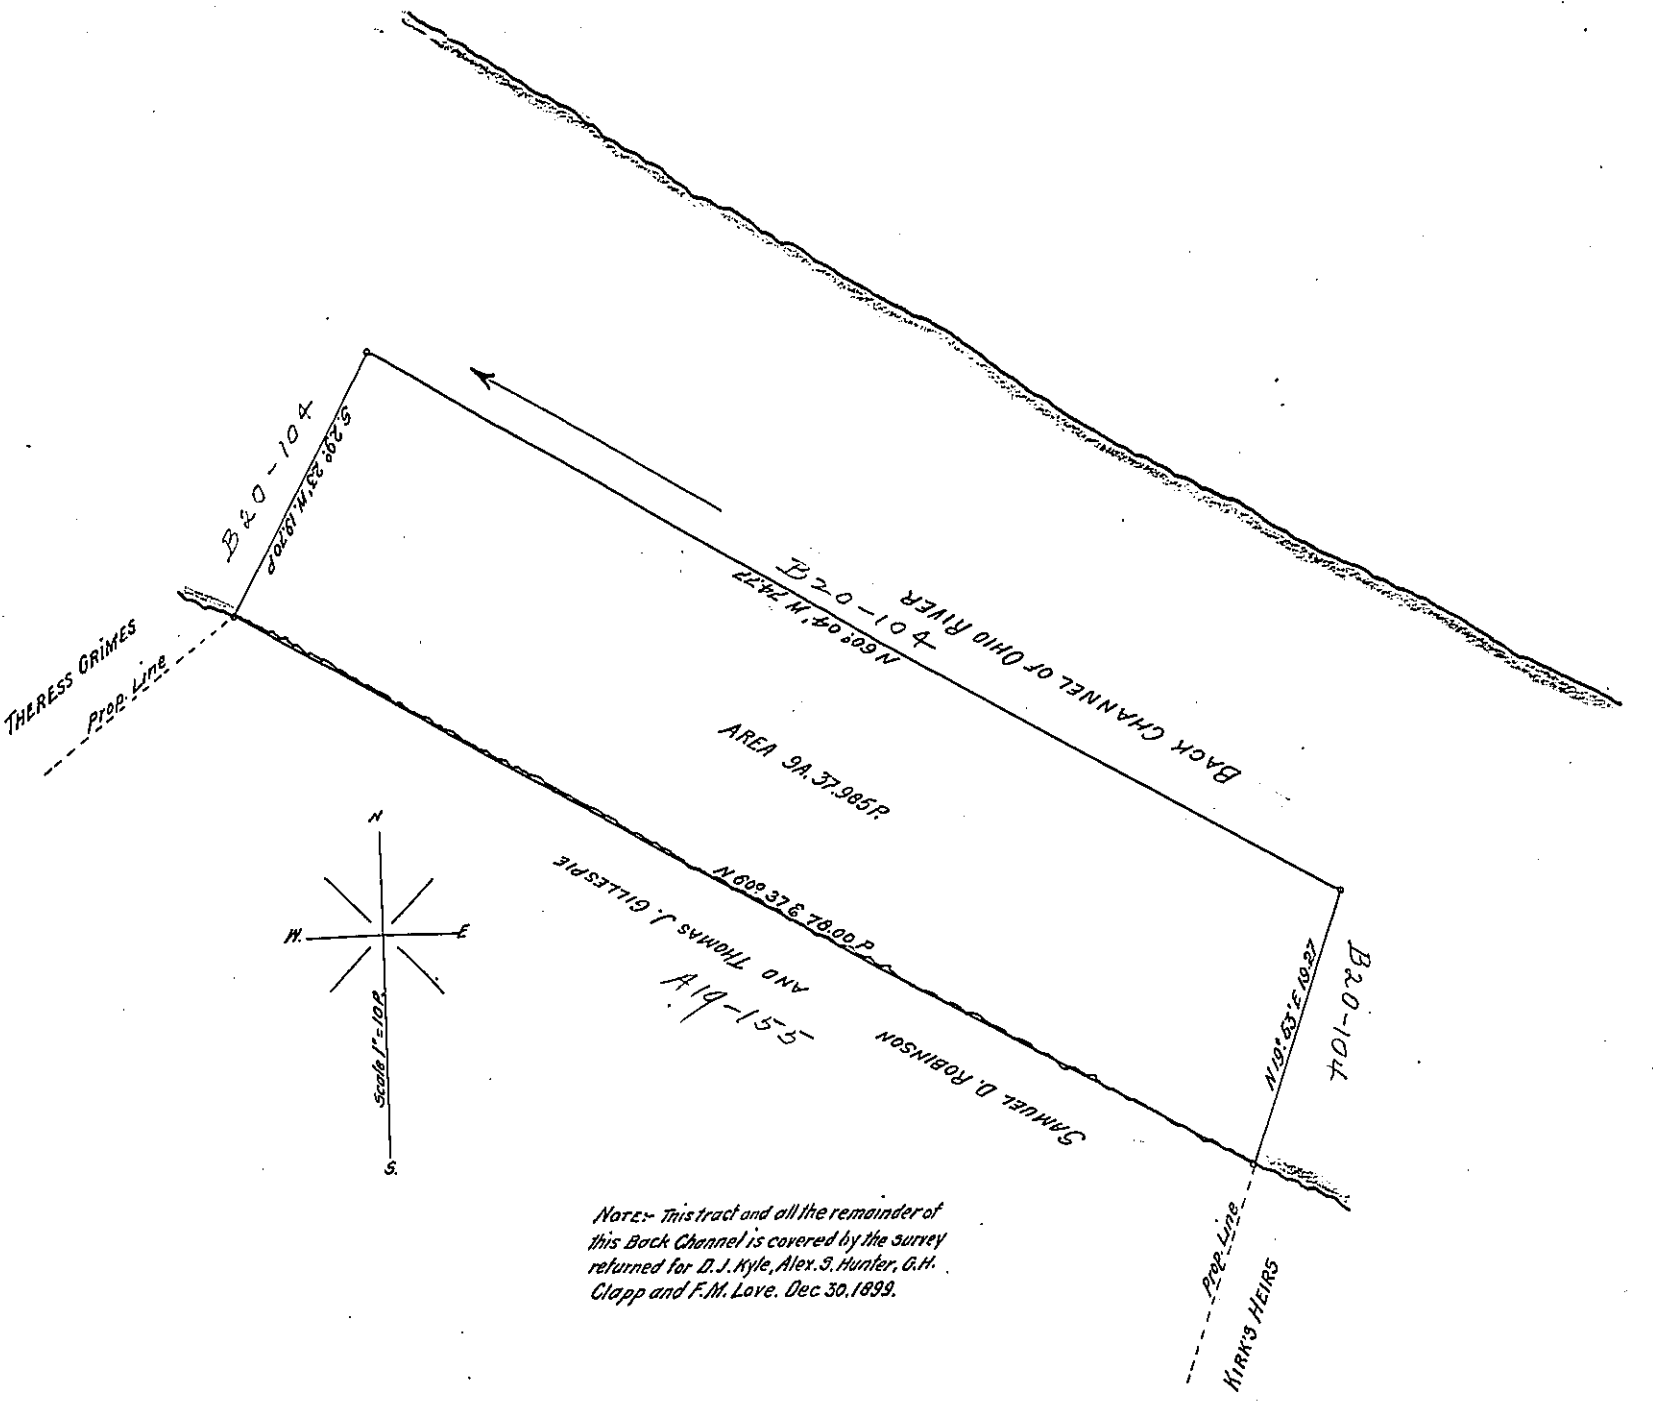 B20-104
S. 29° 23' W. 19.70 P
THERESS GRIMES
Prop. Line
B20-104
N 60° 04' W 74.77
BACK CHANNEL OF OHIO RIVER
AREA 9A. 37.985 P.
N 60° 37 E 78.00 P
SAMUEL D. ROBINSON
AND THOMAS J. GILLESPIE
A19-155
N 19° 53' E 19.27
B20-104
N
W.
E
Scale 1"=10P.
S.
NOTE:- This tract and all the remainder of
this Back Channel is covered by the survey
returned for D.J. Kyle, Alex. S. Hunter, G.H.
Clapp and F.M. Love. Dec 30, 1899.
Prop. Line
KIRK'S HEIRS